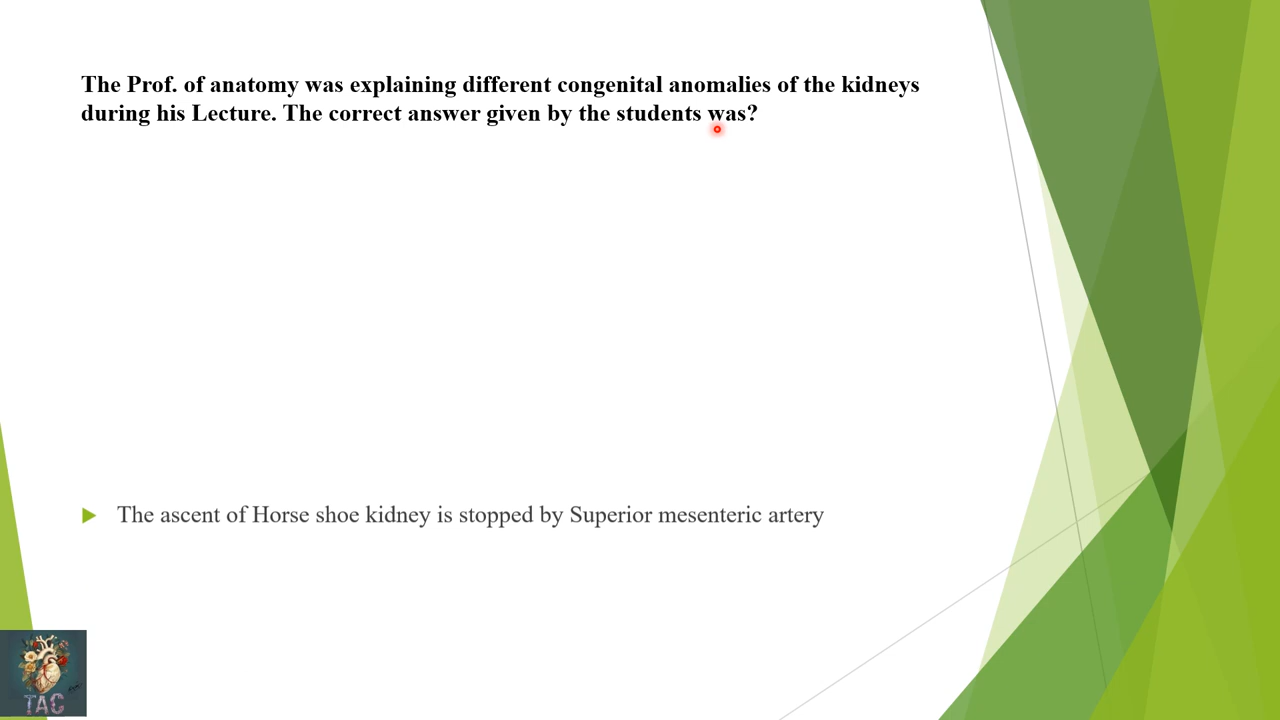 The Prof. of anatomy was explaining different congenital anomalies of the kidneys
during his Lecture. The correct answer given by the students was?
The ascent of Horse shoe kidney is stopped by Superior mesenteric artery
TAC